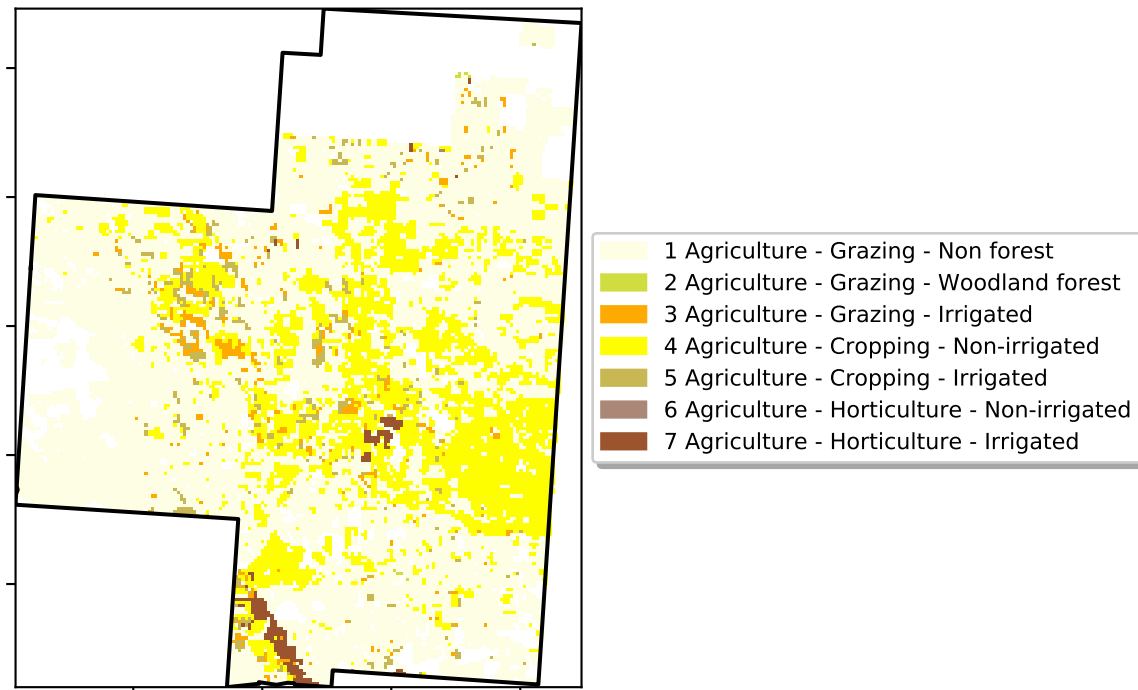 1 Agriculture - Grazing - Non forest
2 Agriculture - Grazing - Woodland forest
3 Agriculture - Grazing - Irrigated
4 Agriculture - Cropping - Non-irrigated
5 Agriculture - Cropping - Irrigated
6 Agriculture - Horticulture - Non-irrigated
7 Agriculture - Horticulture - Irrigated